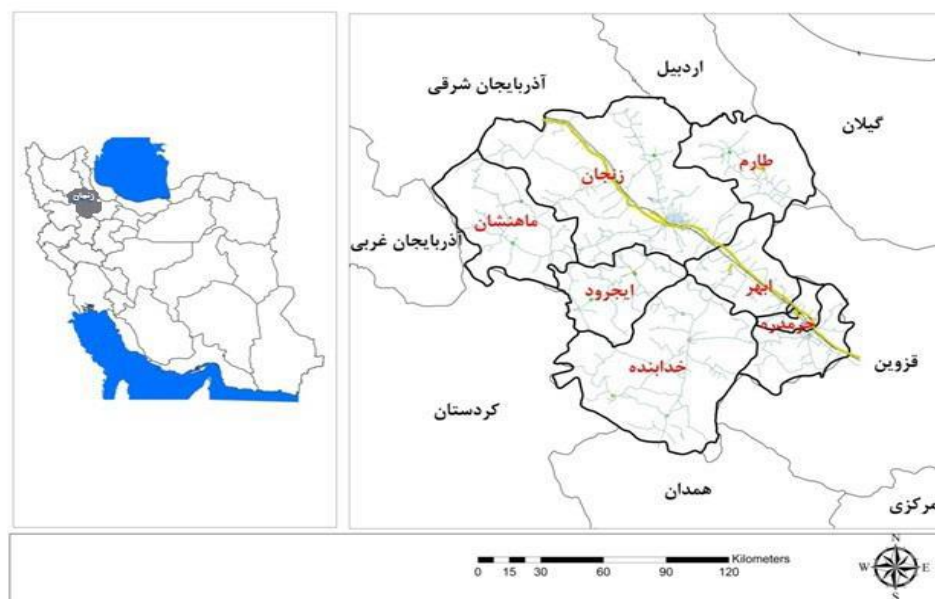 اردبیل
آذربایجان شرقی
گیلان
طارم
زنجان
ماهنشان
آذربایجان غربی
ایجرود
ابهر
خرمدره
خدابنده
قزوین
کردستان
همدان
مرکزی
زنجان
Kilometers
0 15 30 60 90 120
N
W E
S